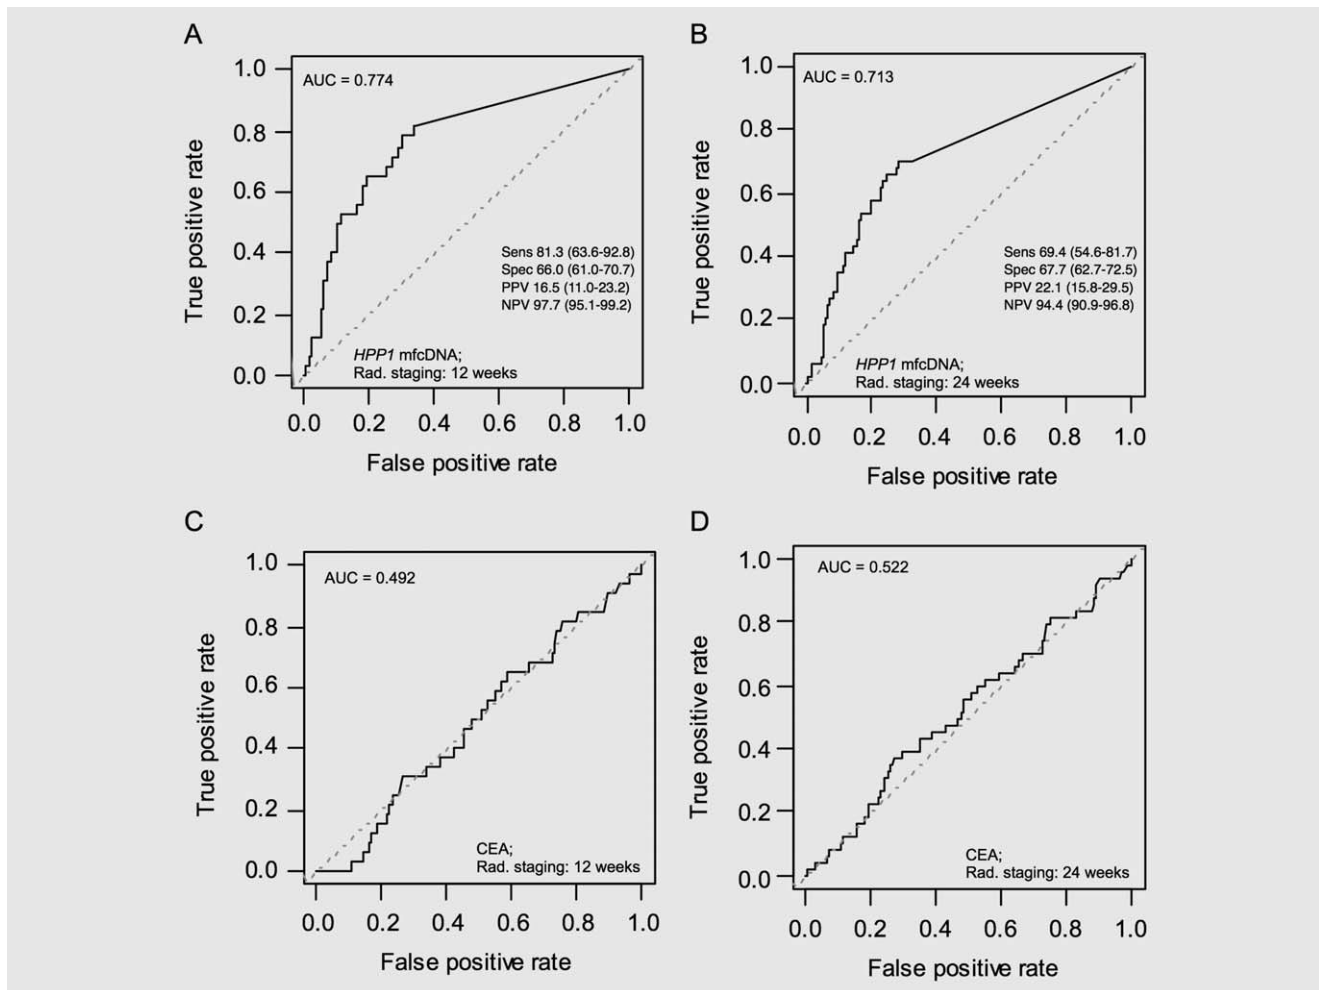 A
AUC = 0.774
1.0
0.8
0.6
0.4
0.2
0.0
True positive rate
Sens 81.3 (63.6-92.8)
Spec 66.0 (61.0-70.7)
PPV 16.5 (11.0-23.2)
NPV 97.7 (95.1-99.2)
HPP1 mfcDNA;
Rad. staging: 12 weeks
0.0 0.2 0.4 0.6 0.8 1.0
False positive rate
B
AUC = 0.713
1.0
0.8
0.6
0.4
0.2
0.0
True positive rate
Sens 69.4 (54.6-81.7)
Spec 67.7 (62.7-72.5)
PPV 22.1 (15.8-29.5)
NPV 94.4 (90.9-96.8)
HPP1 mfcDNA;
Rad. staging: 24 weeks
0.0 0.2 0.4 0.6 0.8 1.0
False positive rate
C
AUC = 0.492
1.0
0.8
0.6
0.4
0.2
0.0
True positive rate
CEA;
Rad. staging: 12 weeks
0.0 0.2 0.4 0.6 0.8 1.0
False positive rate
D
AUC = 0.522
1.0
0.8
0.6
0.4
0.2
0.0
True positive rate
CEA;
Rad. staging: 24 weeks
0.0 0.2 0.4 0.6 0.8 1.0
False positive rate